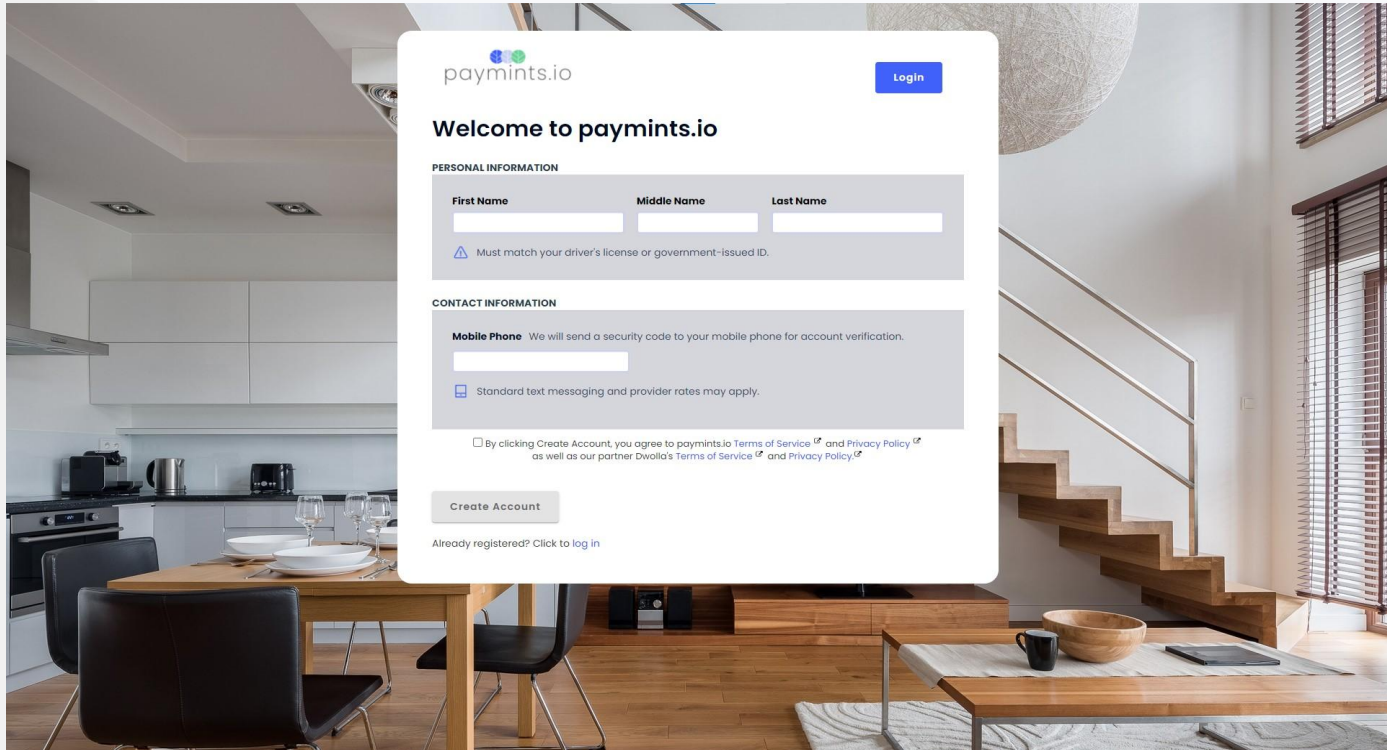 paymints.io
Login
Welcome to paymints.io
PERSONAL INFORMATION
First Name Middle Name Last Name
Must match your driver's license or government-issued ID.
CONTACT INFORMATION
Mobile Phone We will send a security code to your mobile phone for account verification.
Standard text messaging and provider rates may apply.
By clicking Create Account, you agree to paymints.io Terms of Service and Privacy Policy
as well as our partner Dwolla's Terms of Service and Privacy Policy.
Create Account
Already registered? Click to log in